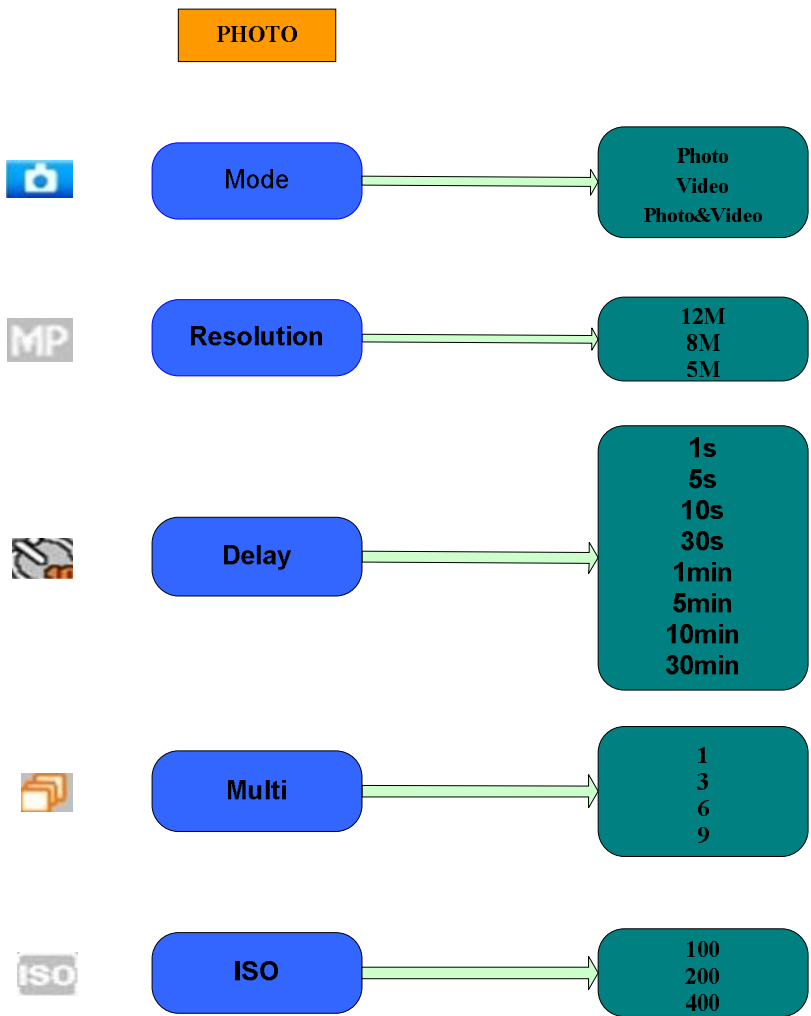 PHOTO
Mode
Photo
Video
Photo&Video
MP
Resolution
12M
8M
5M
Delay
1s
5s
10s
30s
1min
5min
10min
30min
Multi
1
3
6
9
ISO
ISO
100
200
400